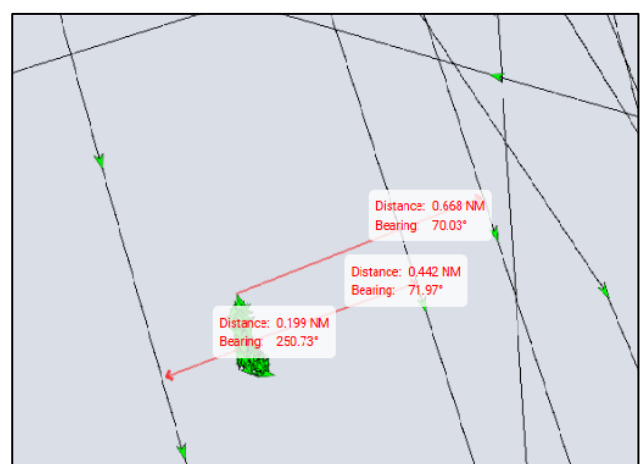 Distance: 0.668 NM
Bearing: 70.03°
Distance: 0.442 NM
Bearing: 71.97°
Distance: 0.199 NM
Bearing: 250.73°